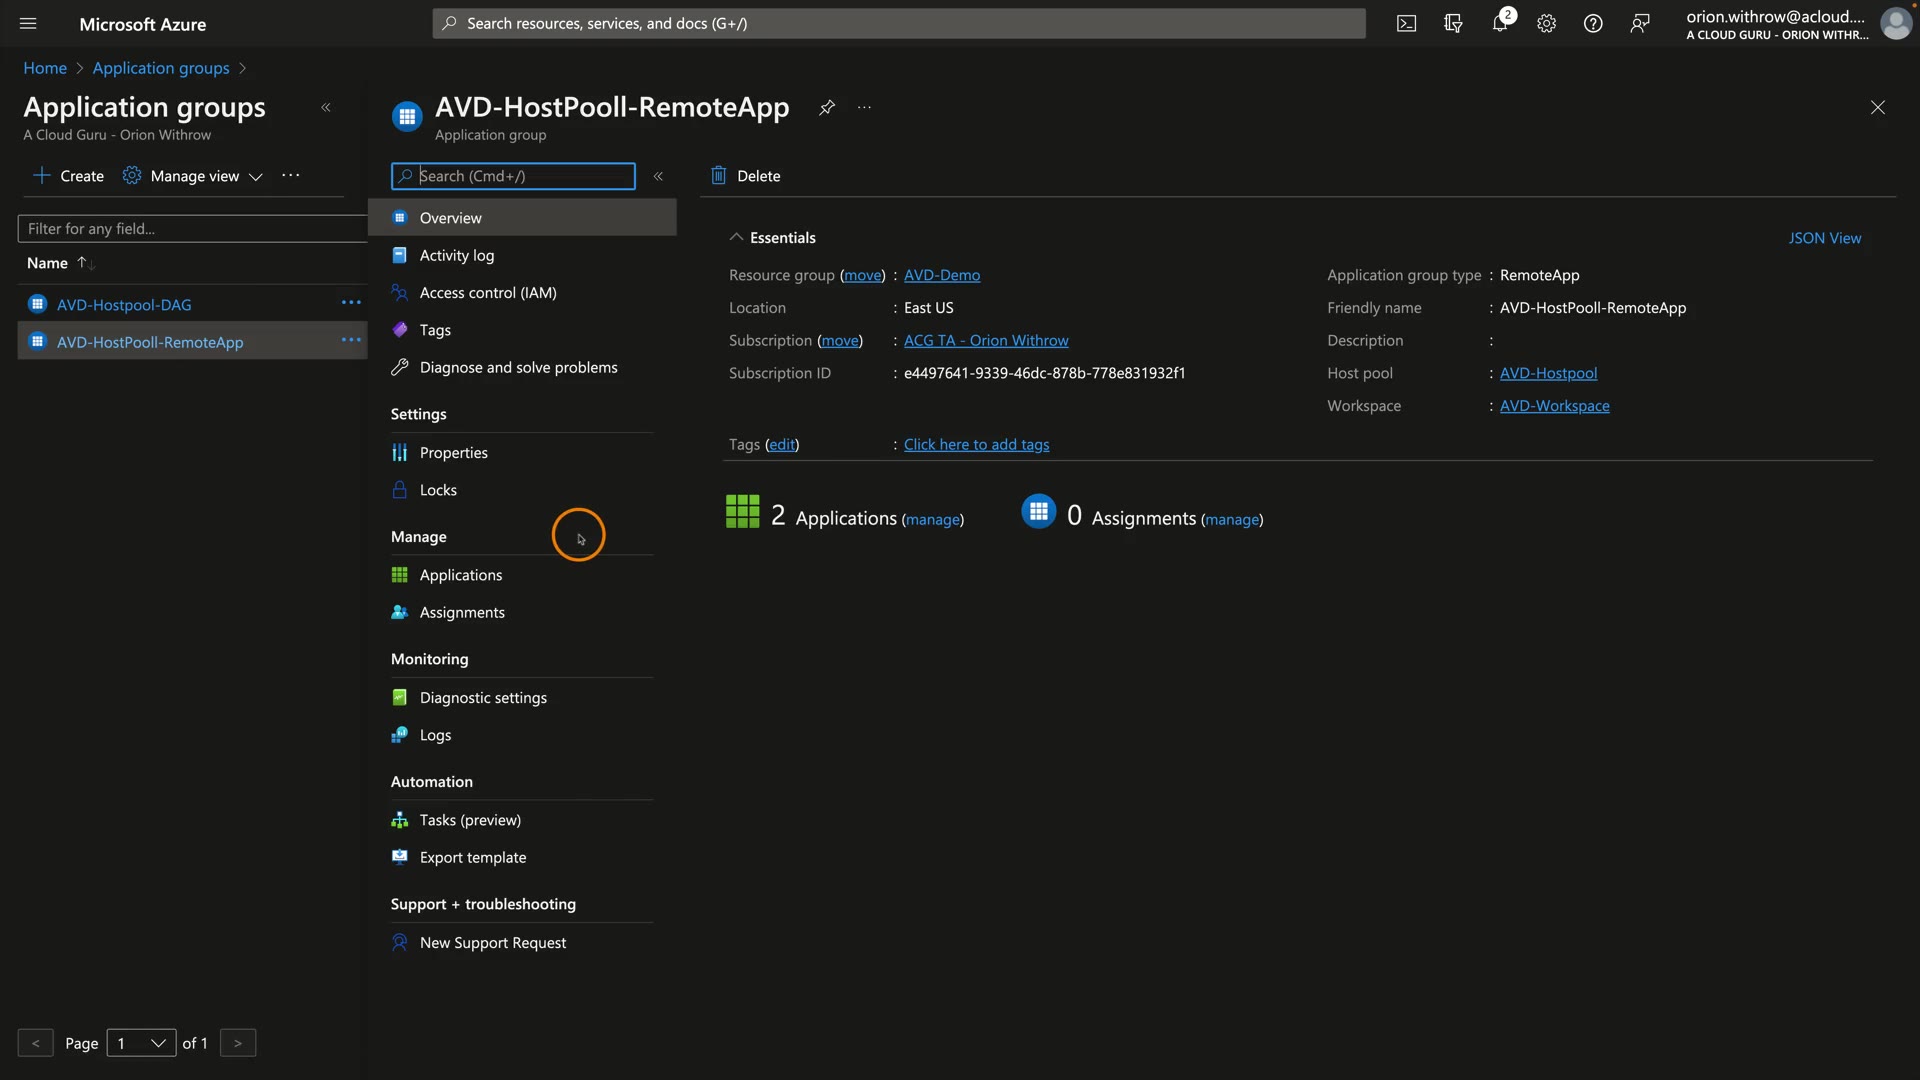 Microsoft Azure
Search resources, services, and docs (G+/)
2
orion.withrow@acloud....
A CLOUD GURU - ORION WITHR...
Home > Application groups >
Application groups
A Cloud Guru - Orion Withrow
Create
Manage view
Filter for any field...
Name
AVD-Hostpool-DAG
AVD-HostPooll-RemoteApp
Page 1 of 1
AVD-HostPooll-RemoteApp
Application group
Search (Cmd+/)
Overview
Activity log
Access control (IAM)
Tags
Diagnose and solve problems
Settings
Properties
Locks
Manage
Applications
Assignments
Monitoring
Diagnostic settings
Logs
Automation
Tasks (preview)
Export template
Support + troubleshooting
New Support Request
Delete
Essentials
JSON View
Resource group (move) : AVD-Demo
Location : East US
Subscription (move) : ACG TA - Orion Withrow
Subscription ID : e4497641-9339-46dc-878b-778e831932f1
Application group type : RemoteApp
Friendly name : AVD-HostPooll-RemoteApp
Description :
Host pool : AVD-Hostpool
Workspace : AVD-Workspace
Tags (edit) : Click here to add tags
2 Applications (manage)
0 Assignments (manage)